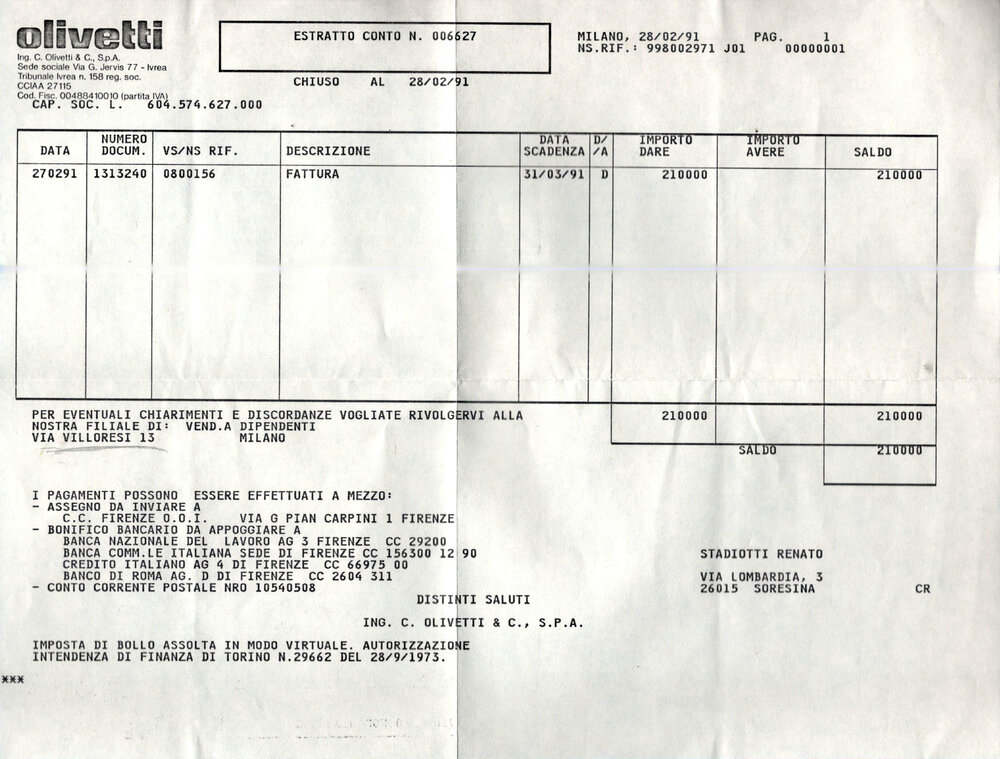 olivetti
Ing. C. Olivetti & C., S.p.A.
Sede sociale Via G. Jervis 77 - Ivrea
Tribunale Ivrea n. 158 reg. soc.
CCIAA 27115
Cod. Fisc. 00488410010 (partita IVA)
CAP. SOC. L. 604.574.627.000
ESTRATTO CONTO N. 006627
CHIUSO AL 28/02/91
MILANO, 28/02/91 PAG. 1
NS.RIF.: 998002971 J01 00000001
DATA NUMERO DOCUM. VS/NS RIF. DESCRIZIONE DATA SCADENZA D/ /A IMPORTO DARE IMPORTO AVERE SALDO
270291 1313240 0800156 FATTURA 31/03/91 D 210000 210000
PER EVENTUALI CHIARIMENTI E DISCORDANZE VOGLIATE RIVOLGERVI ALLA 210000 210000
NOSTRA FILIALE DI: VEND.A DIPENDENTI
VIA VILLORESI 13 MILANO
SALDO 210000
I PAGAMENTI POSSONO ESSERE EFFETTUATI A MEZZO:
- ASSEGNO DA INVIARE A
C.C. FIRENZE O.O.I. VIA G PIAN CARPINI 1 FIRENZE
- BONIFICO BANCARIO DA APPOGGIARE A
BANCA NAZIONALE DEL LAVORO AG 3 FIRENZE CC 29200
BANCA COMM.LE ITALIANA SEDE DI FIRENZE CC 156300 12 90
CREDITO ITALIANO AG 4 DI FIRENZE CC 66975 00
BANCO DI ROMA AG. D DI FIRENZE CC 2604 311
- CONTO CORRENTE POSTALE NRO 10540508
STADIOTTI RENATO
VIA LOMBARDIA, 3
26015 SORESINA CR
DISTINTI SALUTI
ING. C. OLIVETTI & C., S.P.A.
IMPOSTA DI BOLLO ASSOLTA IN MODO VIRTUALE. AUTORIZZAZIONE
INTENDENZA DI FINANZA DI TORINO N.29662 DEL 28/9/1973.
***